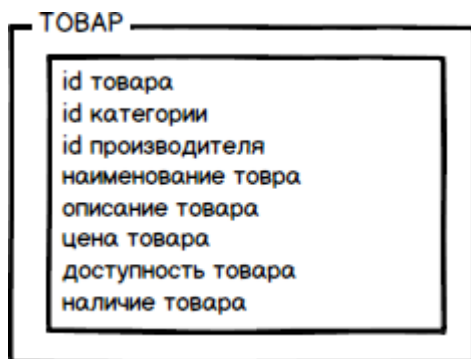 ТОВАР
id товара
id категории
id производителя
наименование товра
описание товара
цена товара
доступность товара
наличие товара